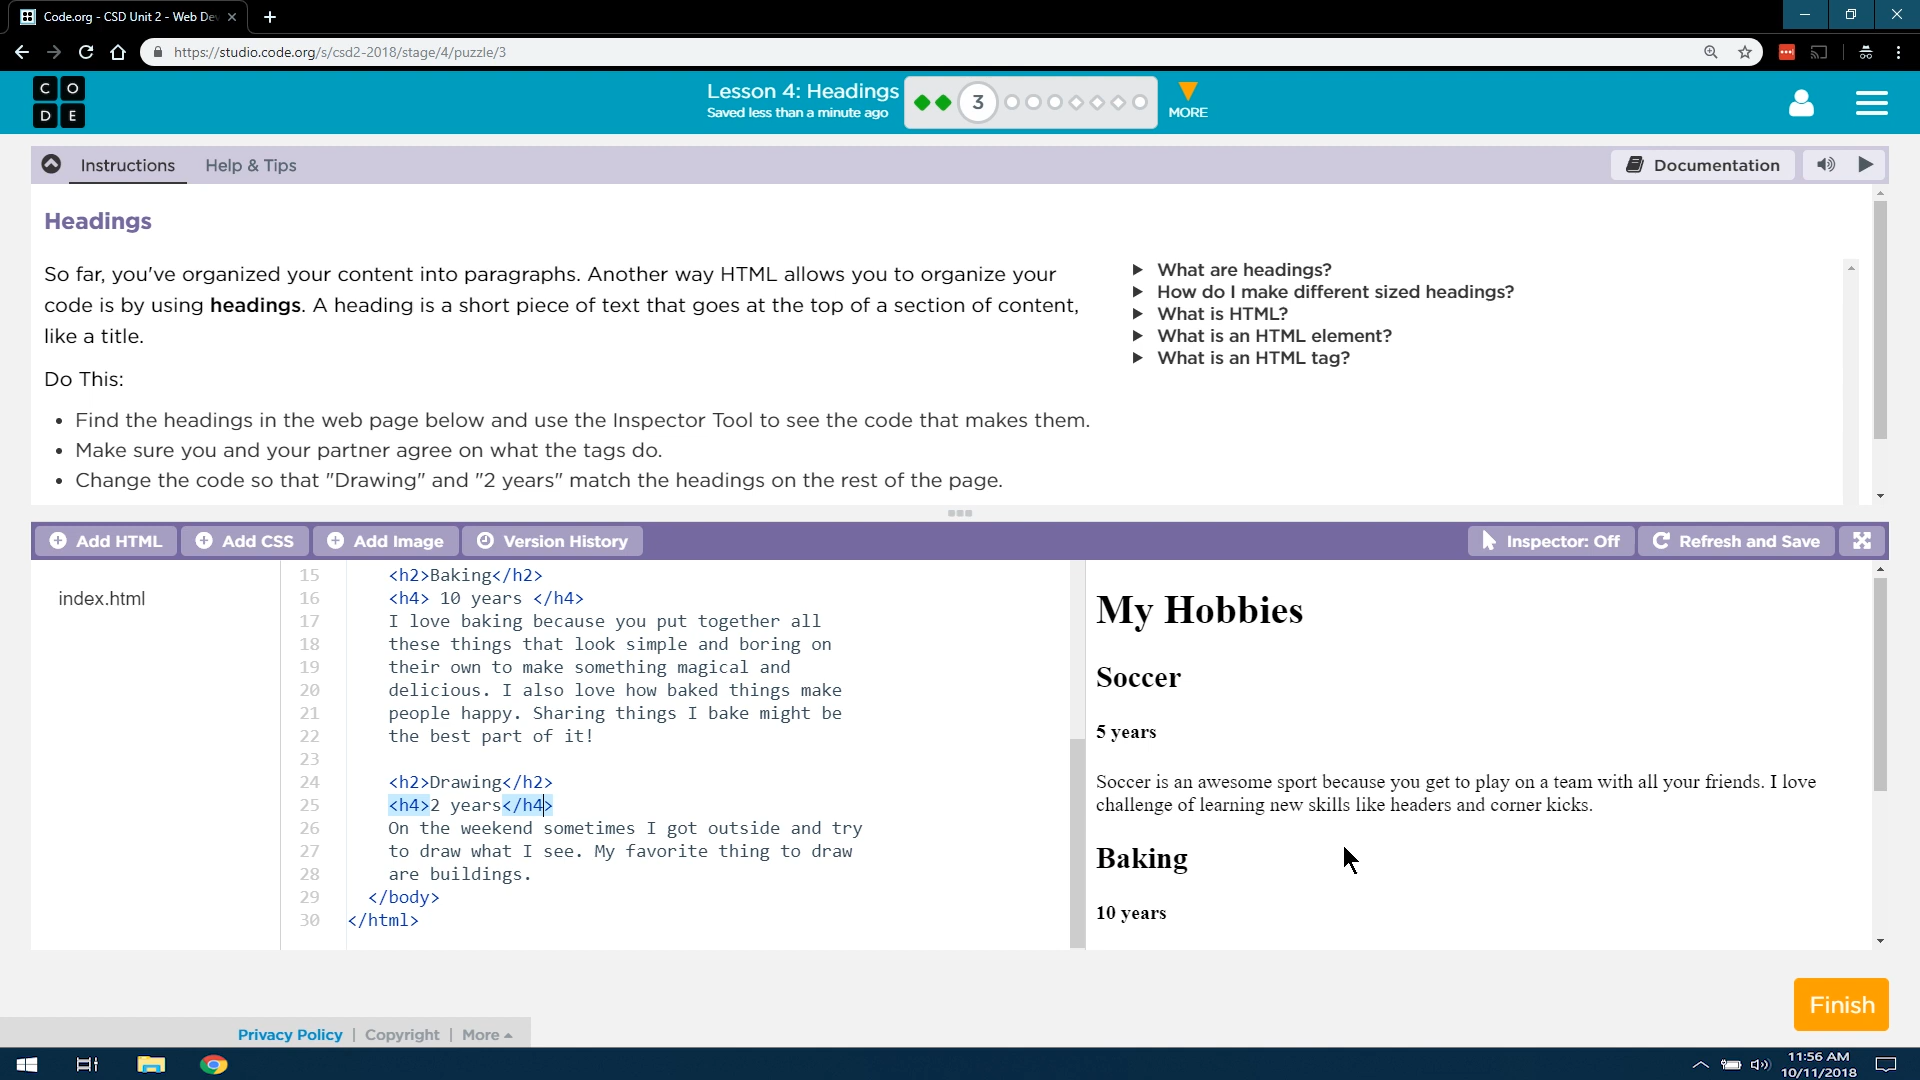 Code.org - CSD Unit 2 - Web De
https://studio.code.org/s/csd2-2018/stage/4/puzzle/3
C O
D E
Lesson 4: Headings
Saved less than a minute ago
3
MORE
Instructions
Help & Tips
Documentation
Headings
So far, you've organized your content into paragraphs. Another way HTML allows you to organize your
code is by using headings. A heading is a short piece of text that goes at the top of a section of content,
like a title.
Do This:
• Find the headings in the web page below and use the Inspector Tool to see the code that makes them.
• Make sure you and your partner agree on what the tags do.
• Change the code so that "Drawing" and "2 years" match the headings on the rest of the page.
What are headings?
How do I make different sized headings?
What is HTML?
What is an HTML element?
What is an HTML tag?
Add HTML
Add CSS
Add Image
Version History
Inspector: Off
Refresh and Save
index.html
15 <h2>Baking</h2>
16 <h4> 10 years </h4>
17 I love baking because you put together all
18 these things that look simple and boring on
19 their own to make something magical and
20 delicious. I also love how baked things make
21 people happy. Sharing things I bake might be
22 the best part of it!
23
24 <h2>Drawing</h2>
25 <h4>2 years</h4>
26 On the weekend sometimes I got outside and try
27 to draw what I see. My favorite thing to draw
28 are buildings.
29 </body>
30 </html>
My Hobbies
Soccer
5 years
Soccer is an awesome sport because you get to play on a team with all your friends. I love
challenge of learning new skills like headers and corner kicks.
Baking
10 years
Finish
Privacy Policy | Copyright | More
11:56 AM
10/11/2018